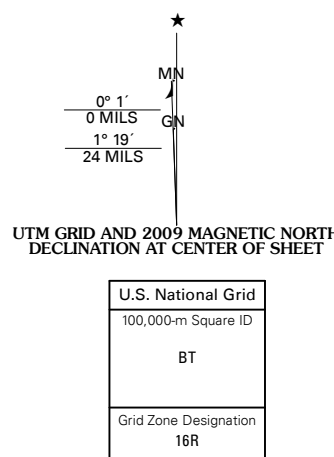 MN
0° 1´
0 MILS
GN
1° 19´
24 MILS
UTM GRID AND 2009 MAGNETIC NORTH
DECLINATION AT CENTER OF SHEET
U.S. National Grid
100,000-m Square ID
BT
Grid Zone Designation
16R